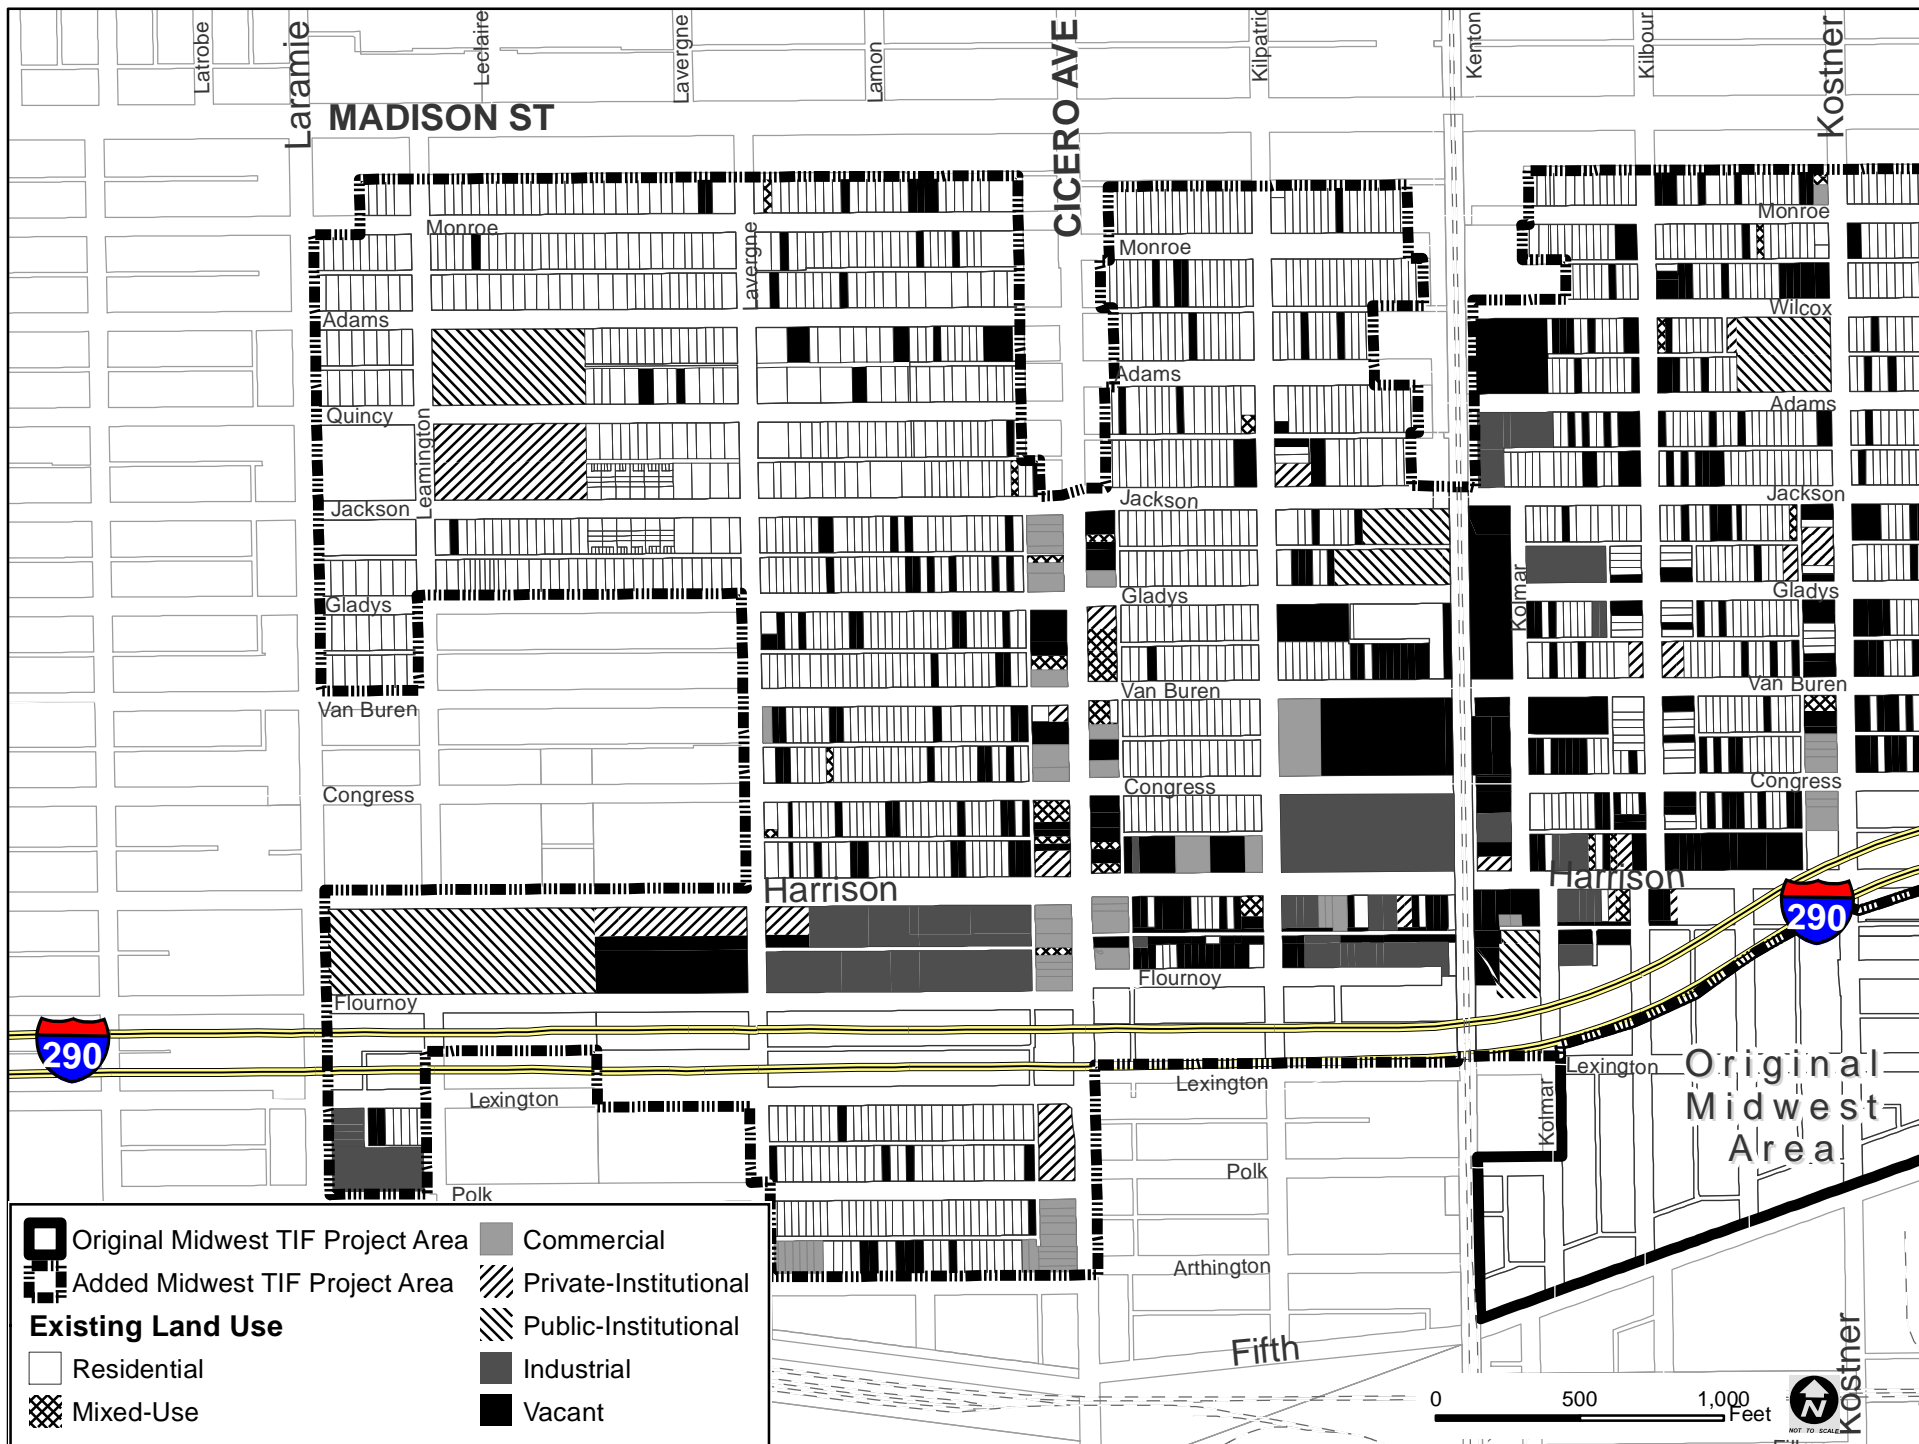 Latrobe
Laramie
Leclaire
Lavergne
Lamon
CICERO AVE
Kilpatric
Kenton
Kilbour
Kostner
MADISON ST
Monroe
Lavergne
Monroe
Monroe
Adams
Wilcox
Adams
Quincy
Leamington
Adams
Jackson
Jackson
Jackson
Gladys
Gladys
Kolmar
Gladys
Van Buren
Van Buren
Van Buren
Congress
Congress
Congress
Harrison
Harrison
290
Flournoy
Flournoy
290
Lexington
Lexington
Lexington
Kolmar
Original
Midwest
Area
Polk
Polk
Arthington
Fifth
Kostner
Original Midwest TIF Project Area
Added Midwest TIF Project Area
Existing Land Use
Residential
Mixed-Use
Commercial
Private-Institutional
Public-Institutional
Industrial
Vacant
0 500 1,000
Feet
N
NOT TO SCALE